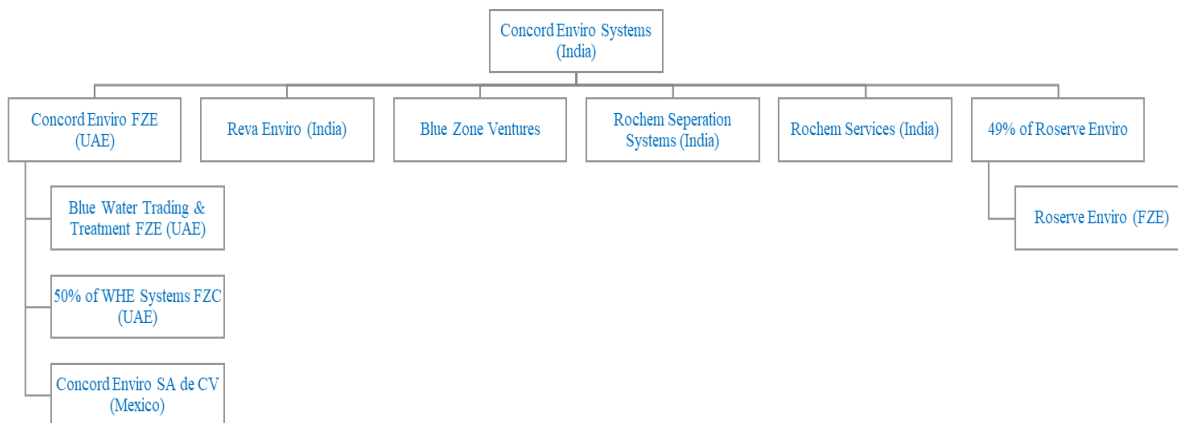 Concord Enviro Systems
(India)
Concord Enviro FZE
(UAE)
Reva Enviro (India)
Blue Zone Ventures
Rochem Seperation
Systems (India)
Rochem Services (India)
49% of Roserve Enviro
Blue Water Trading &
Treatment FZE (UAE)
Roserve Enviro (FZE)
50% of WHE Systems FZC
(UAE)
Concord Enviro SA de CV
(Mexico)